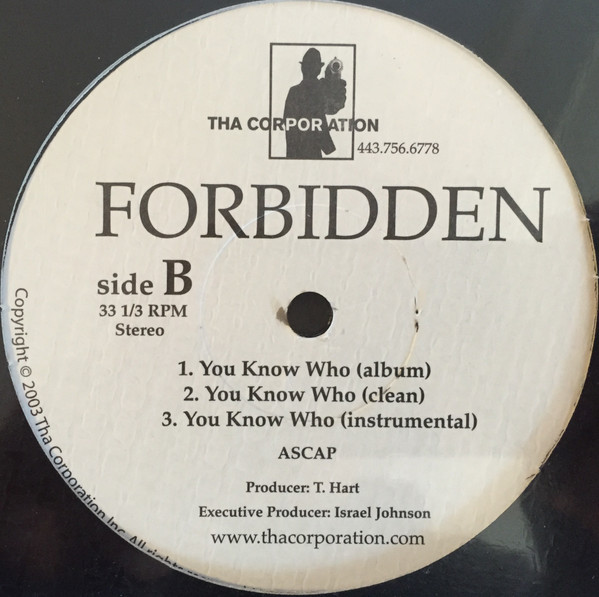 THA CORPORATION
443.756.6778
FORBIDDEN
side B
33 1/3 RPM
Stereo
1. You Know Who (album)
2. You Know Who (clean)
3. You Know Who (instrumental)
ASCAP
Producer: T. Hart
Executive Producer: Israel Johnson
www.thacorporation.com
Copyright © 2003 Tha Corporation Inc. All rights